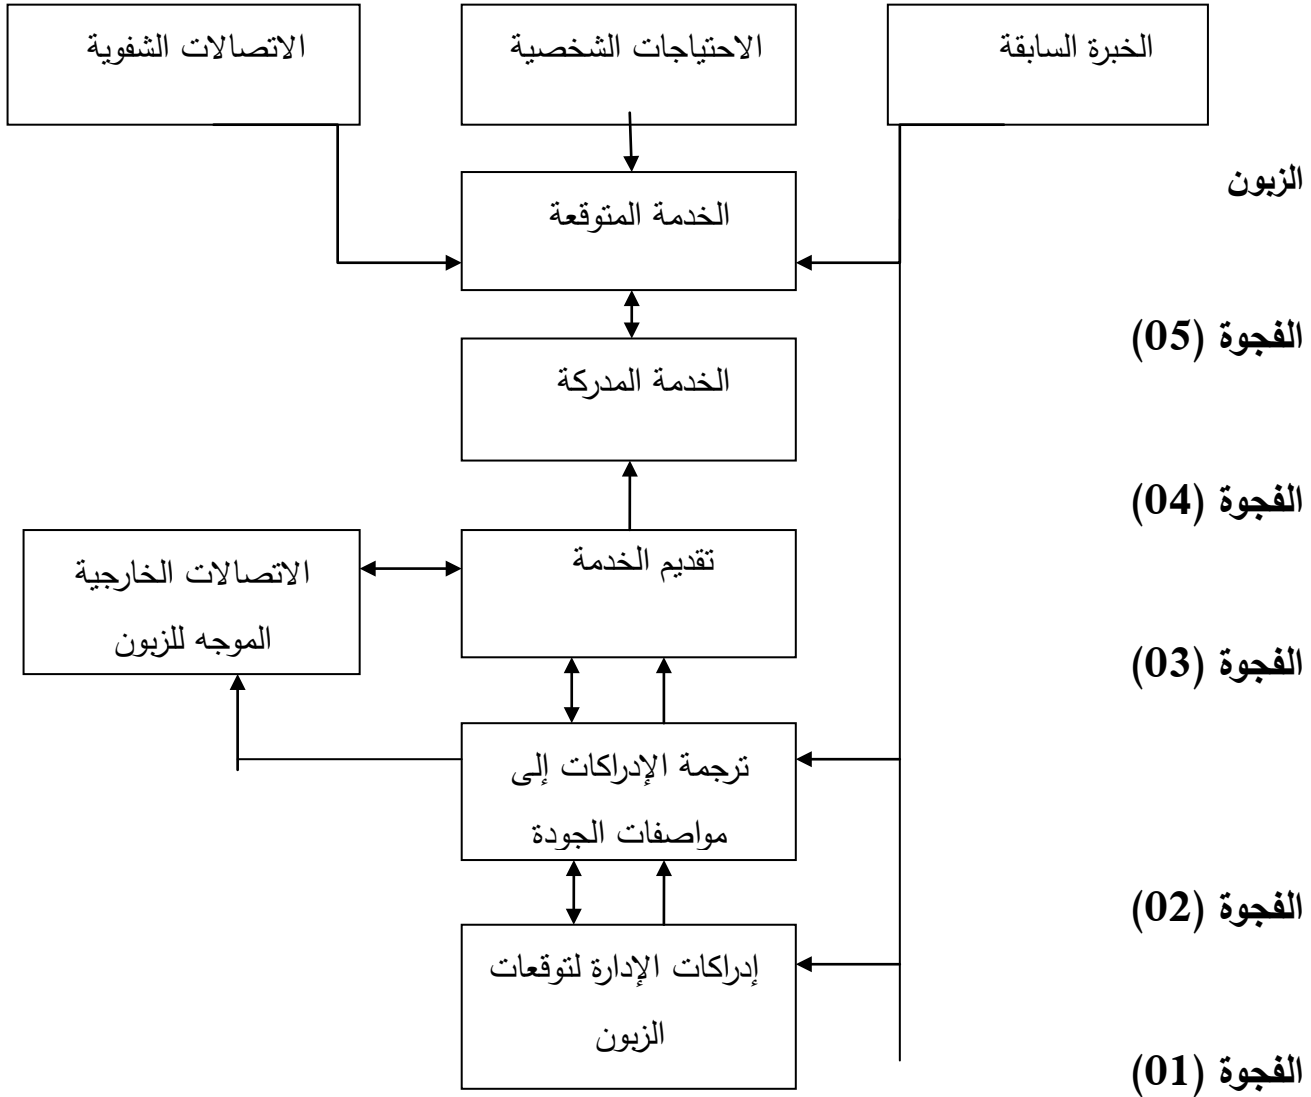 الخبرة السابقة
الاحتياجات الشخصية
الاتصالات الشفوية
الزبون
الخدمة المتوقعة
الفجوة (05)
الخدمة المدركة
الفجوة (04)
تقديم الخدمة
الاتصالات الخارجية
الموجه للزبون
الفجوة (03)
ترجمة الإدراكات إلى
مواصفات الجودة
الفجوة (02)
إدراكات الإدارة لتوقعات
الزبون
الفجوة (01)